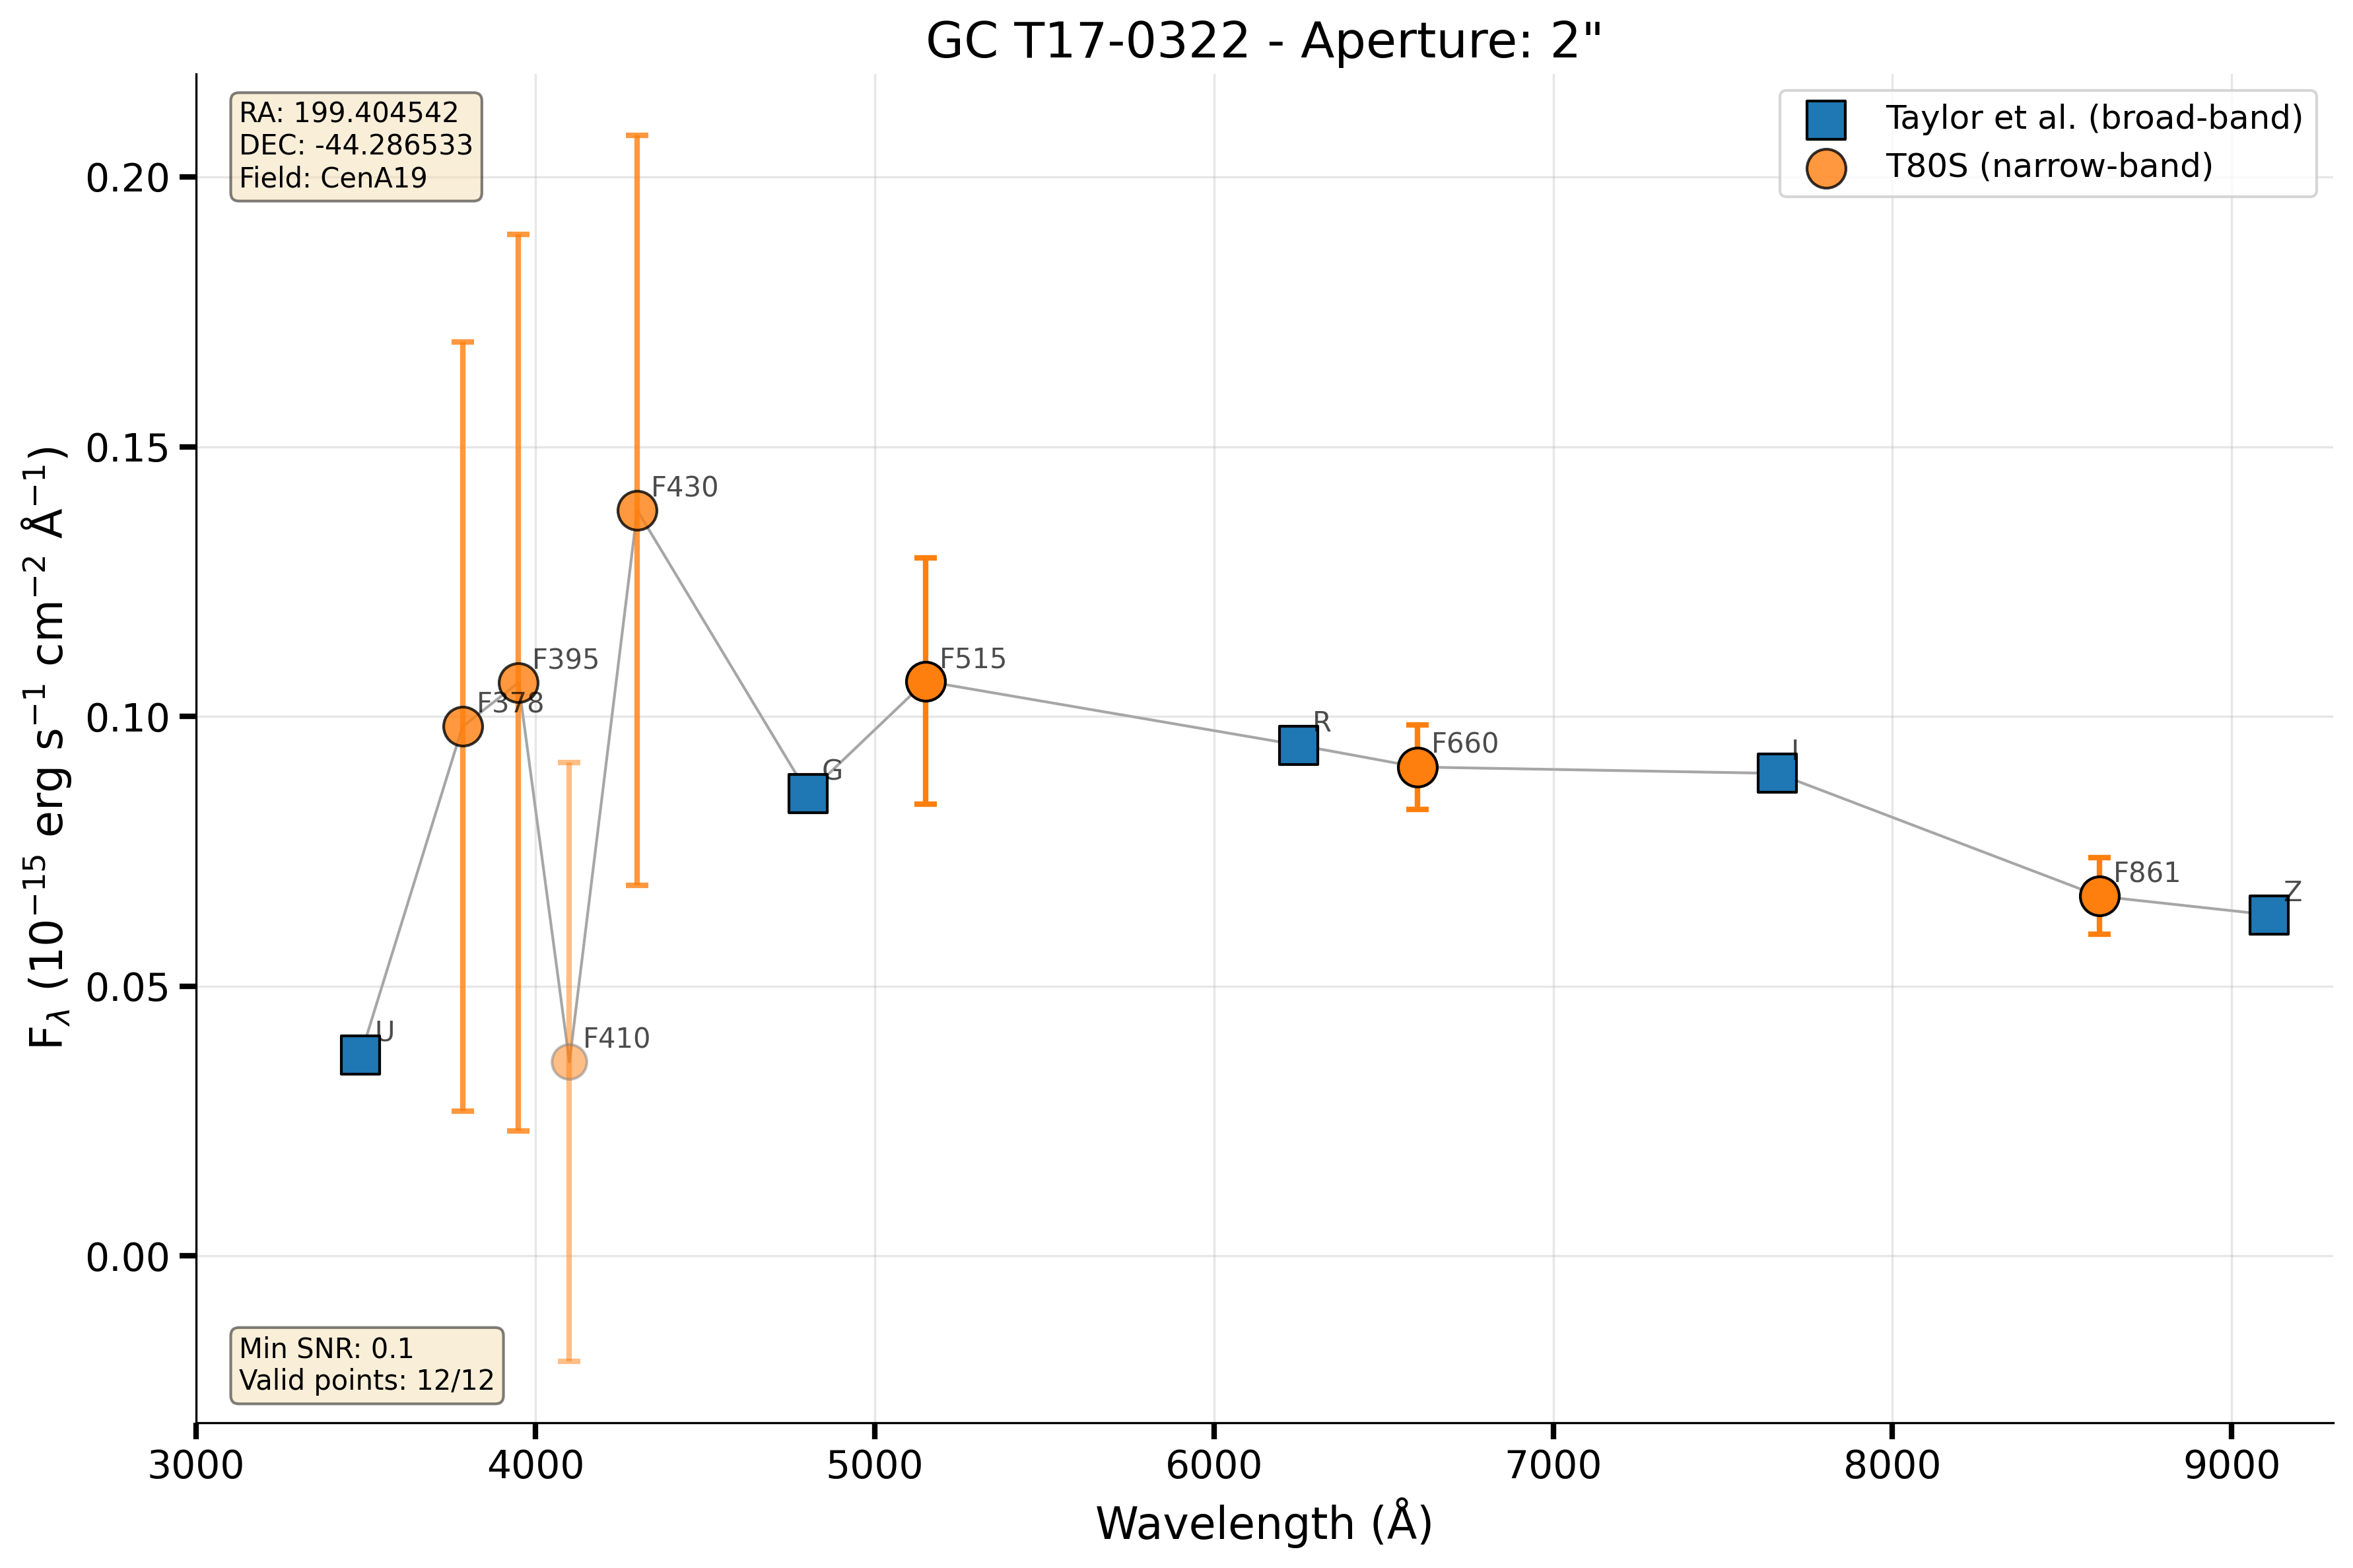 GC T17-0322 - Aperture: 2"
RA: 199.404542
DEC: -44.286533
Field: CenA19
Taylor et al. (broad-band)
T80S (narrow-band)
F_λ (10⁻¹⁵ erg s⁻¹ cm⁻² Å⁻¹)
0.20
0.15
0.10
0.05
0.00
F430
F395
F378
F515
G
R
F660
I
F861
Z
U
F410
Min SNR: 0.1
Valid points: 12/12
3000 4000 5000 6000 7000 8000 9000
Wavelength (Å)